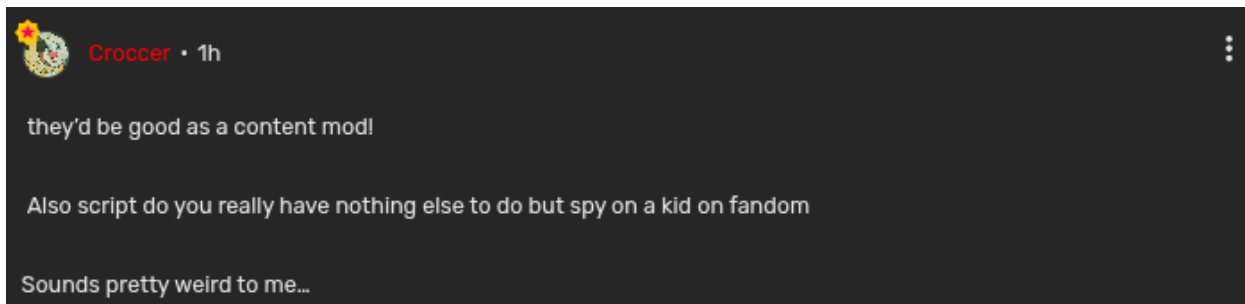 Croccer • 1h
they’d be good as a content mod!
Also script do you really have nothing else to do but spy on a kid on fandom
Sounds pretty weird to me…